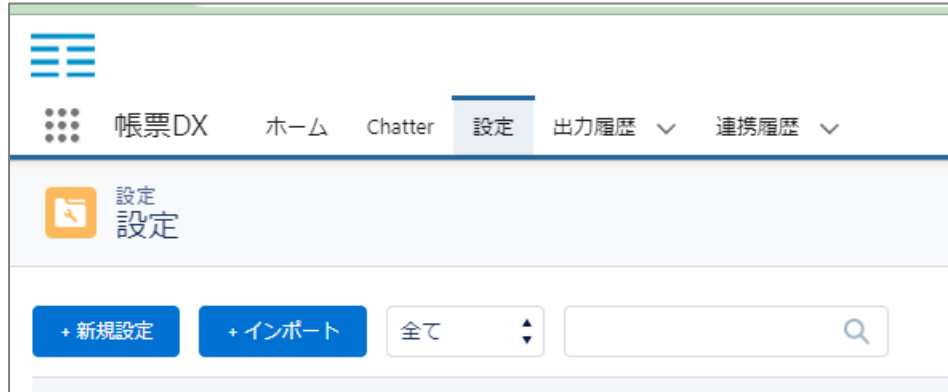 帳票DX ホーム Chatter 設定 出力履歴 連携履歴
設定
設定
+ 新規設定 + インポート 全て